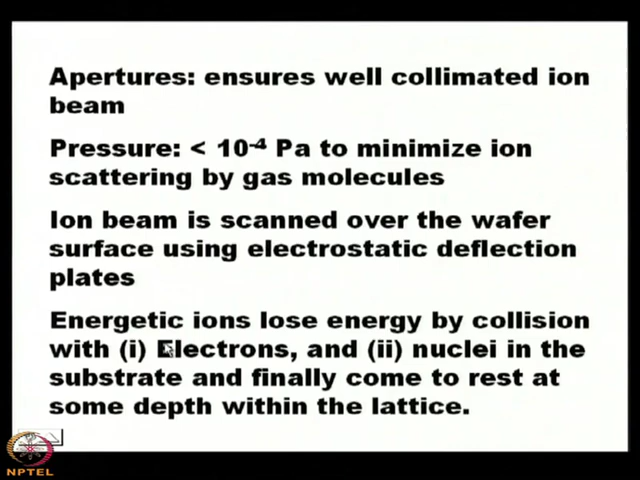 Apertures: ensures well collimated ion
beam
Pressure: < 10⁻⁴ Pa to minimize ion
scattering by gas molecules
Ion beam is scanned over the wafer
surface using electrostatic deflection
plates
Energetic ions lose energy by collision
with (i) Electrons, and (ii) nuclei in the
substrate and finally come to rest at
some depth within the lattice.
NPTEL